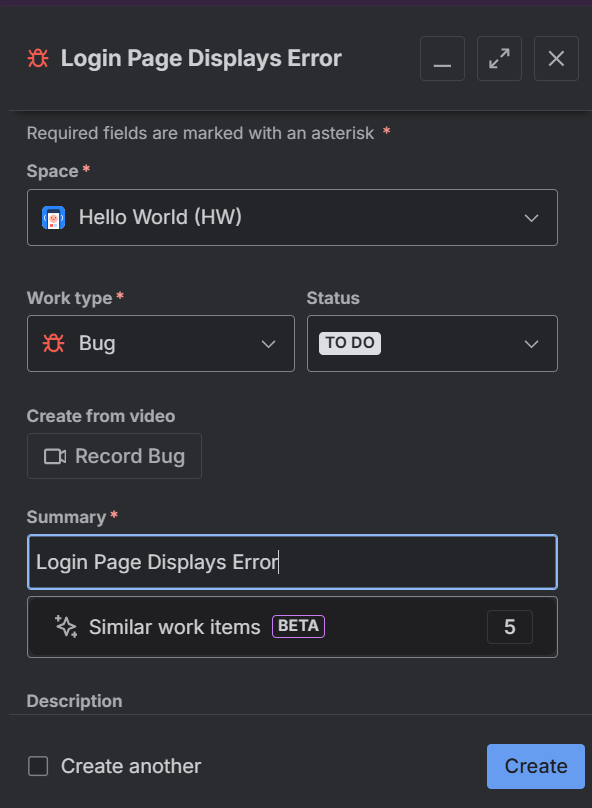 Login Page Displays Error
Required fields are marked with an asterisk *
Space *
Hello World (HW)
Work type * Status
Bug TO DO
Create from video
Record Bug
Summary *
Login Page Displays Error
Similar work items BETA 5
Description
Create another Create